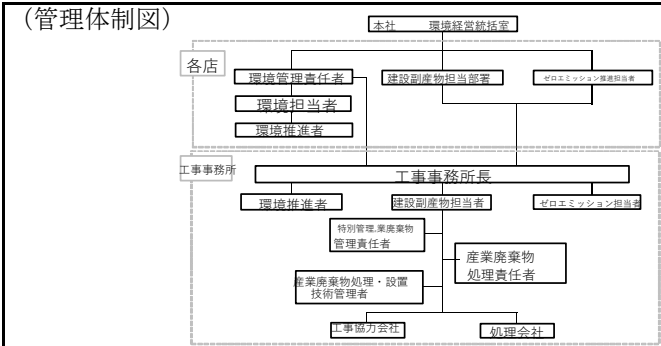 （管理体制図）
本社　　環境経営統括室
各店
環境管理責任者
建設副産物担当部署
ゼロエミッション推進担当者
環境担当者
環境推進者
工事事務所
工事事務所長
環境推進者
建設副産物担当者
ゼロエミッション担当者
特別管理,業廃棄物
管理責任者
産業廃棄物
処理責任者
産業廃棄物処理・設置
技術管理者
工事協力会社
処理会社